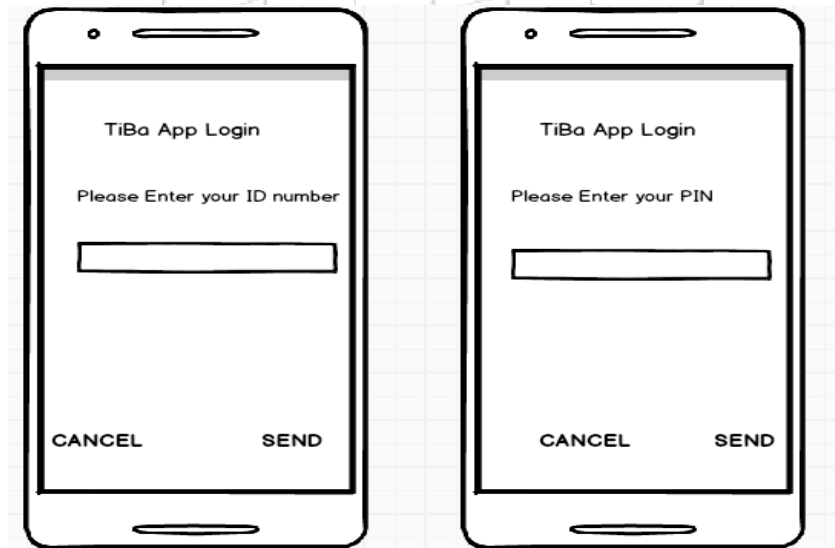 TiBa App Login
Please Enter your ID number
CANCEL SEND
TiBa App Login
Please Enter your PIN
CANCEL SEND